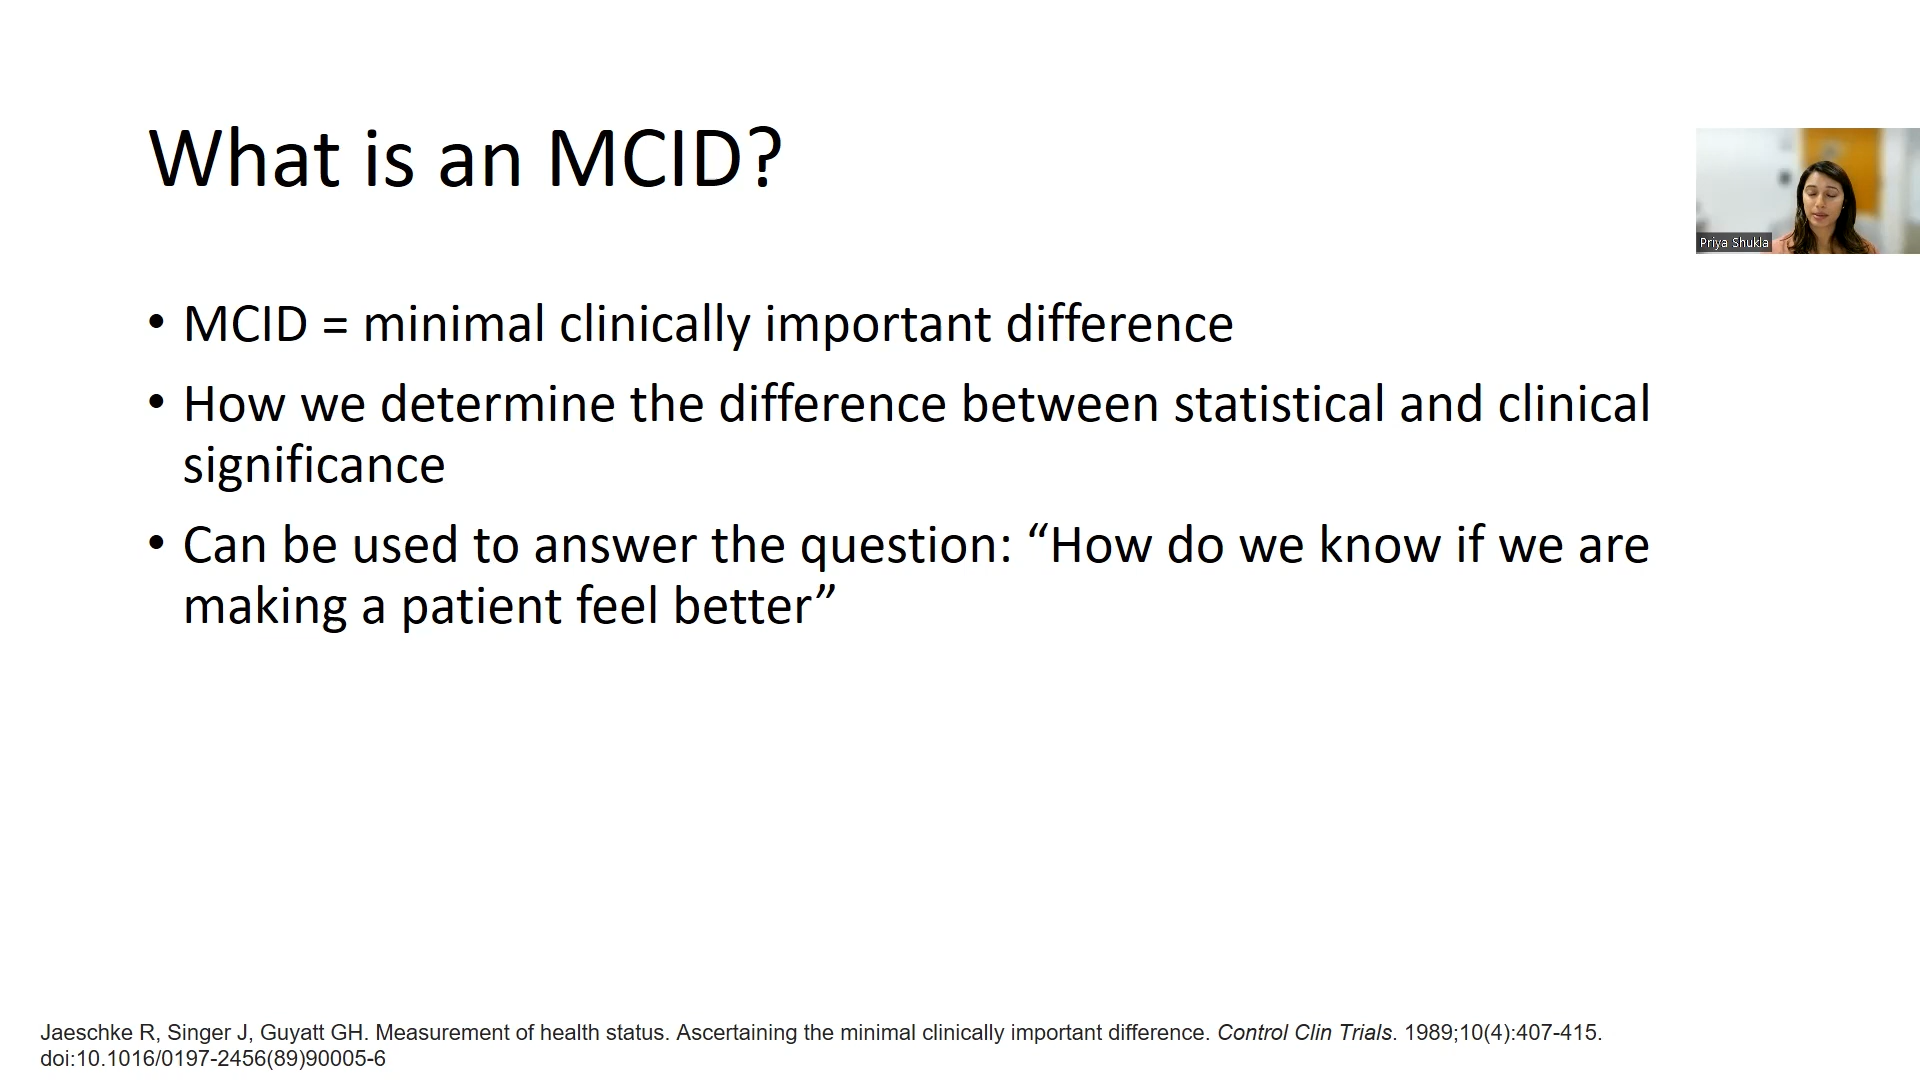 What is an MCID?
Priya Shukla
• MCID = minimal clinically important difference
• How we determine the difference between statistical and clinical
significance
• Can be used to answer the question: “How do we know if we are
making a patient feel better”
Jaeschke R, Singer J, Guyatt GH. Measurement of health status. Ascertaining the minimal clinically important difference. Control Clin Trials. 1989;10(4):407-415.
doi:10.1016/0197-2456(89)90005-6